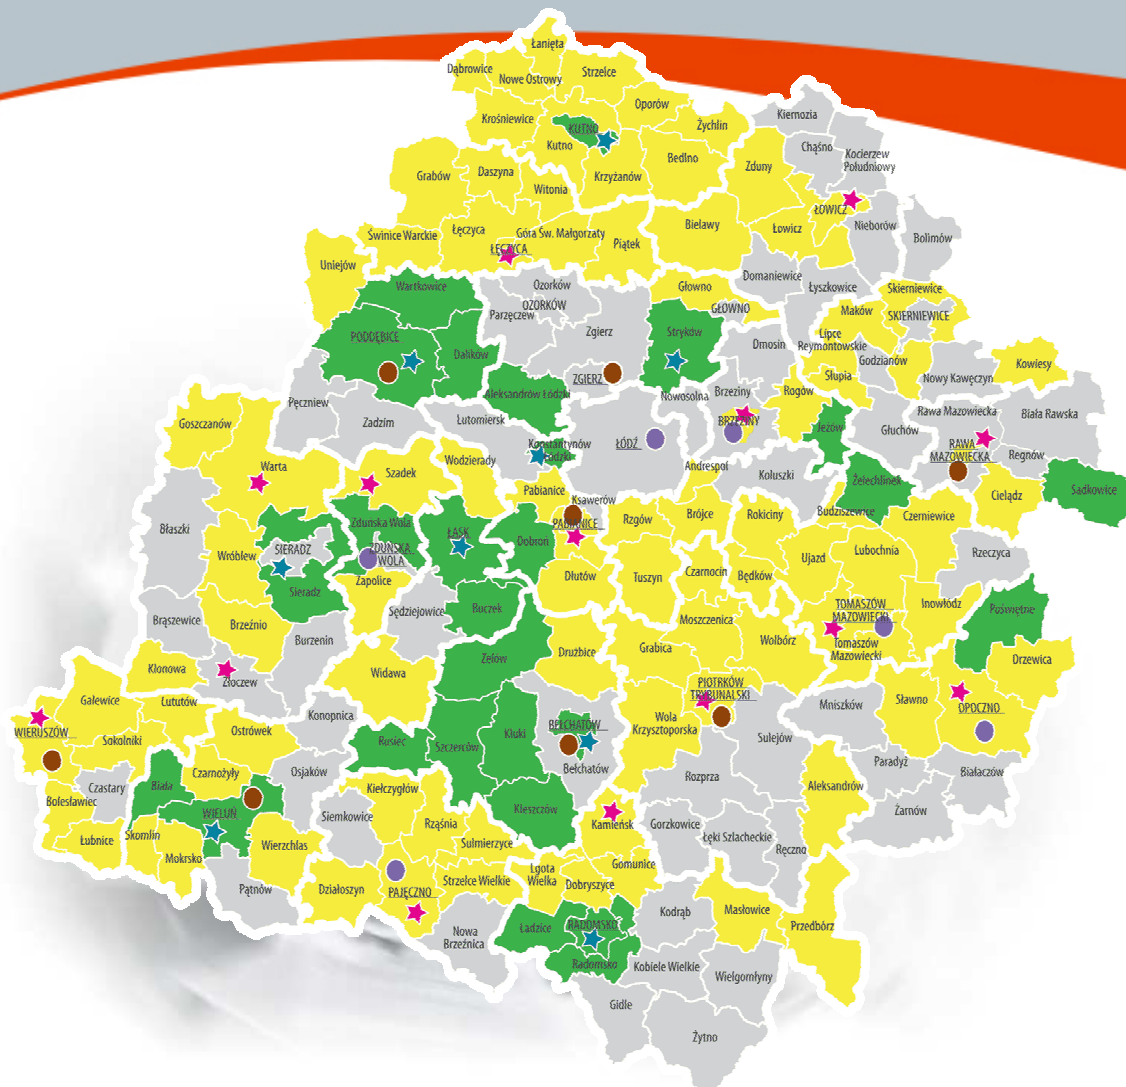 Łanięta
Dąbrowice
Nowe Ostrowy
Strzelce
Oporów
Krośniewice
KUTNO
Żychlin
Kutno
Kiernozia
Chąśno
Kocierzew
Południowy
Bedlno
Zduny
Daszyna
Grabów
Witonia
Krzyżanów
ŁOWICZ
Nieborów
Bielawy
Łowicz
Bolimów
Świnice Warckie
Łęczyca
Góra Św. Małgorzaty
Piątek
ŁĘCZYCA
Uniejów
Domaniewice
Łyszkowice
Wartkowice
Ozorków
OZORKÓW
Parzęczew
Głowno
GŁOWNO
Skierniewice
Maków
SKIERNIEWICE
PODDĘBICE
Dalików
Zgierz
Stryków
Dmosin
Lipce
Reymontowskie
Godzianów
Kowiesy
Słupia
Nowy Kawęczyn
ZGIERZ
Aleksandrów Łódzki
Nowosolna
Brzeziny
Rogów
Pęczniew
Zadzim
Lutomiersk
BRZEZINY
Jeżów
Głuchów
Rawa Mazowiecka
Biała Rawska
Goszczanów
Konstantynów
Łódzki
ŁÓDŹ
RAWA
MAZOWIECKA
Regnów
Warta
Szadek
Wodzierady
Andrespol
Koluszki
Żelechlinek
Cielądz
Sadkowice
Pabianice
Ksawerów
PABIANICE
Rzgów
Brójce
Rokiciny
Budziszewice
Czerniewice
Błaszki
Zduńska Wola
ŁASK
Dobroń
SIERADZ
ZDUŃSKA
WOLA
Wróblew
Ujazd
Lubochnia
Rzeczyca
Zapolice
Dłutów
Tuszyn
Czarnocin
Będków
Sieradz
Sędziejowice
Buczek
TOMASZÓW
MAZOWIECKI
Inowłódz
Poświętne
Brąszewice
Brzeźnio
Burzenin
Moszczenica
Wolbórz
Tomaszów
Mazowiecki
Drużbice
Grabica
Zelów
Drzewica
Klonowa
Złoczew
Widawa
PIOTRKÓW
TRYBUNALSKI
Galewice
Lututów
Sławno
OPOCZNO
Mniszków
WIERUSZÓW
Ostrówek
Konopnica
Wola
Krzysztoporska
Sokolniki
Rusiec
Szczerców
Kluki
BEŁCHATÓW
Sulejów
Paradyż
Białaczów
Bełchatów
Osjaków
Rozprza
Czarnożyły
Biała
Czastary
Kiełczygłów
Aleksandrów
Bolesławiec
WIELUŃ
Siemkowice
Rząśnia
Kleszczów
Kamieńsk
Gorzkowice
Żarnów
Łęki Szlacheckie
Ręczno
Łubnice
Skomlin
Mokrsko
Wierzchlas
Sulmierzyce
Gomunice
Pątnów
Działoszyn
PAJĘCZNO
Strzelce Wielkie
Lgota
Wielka
Dobryszyce
Kodrąb
Masłowice
Przedbórz
Ładzice
RADOMSKO
Nowa
Brzeźnica
Radomsko
Kobiele Wielkie
Wielgomłyny
Gidle
Żytno